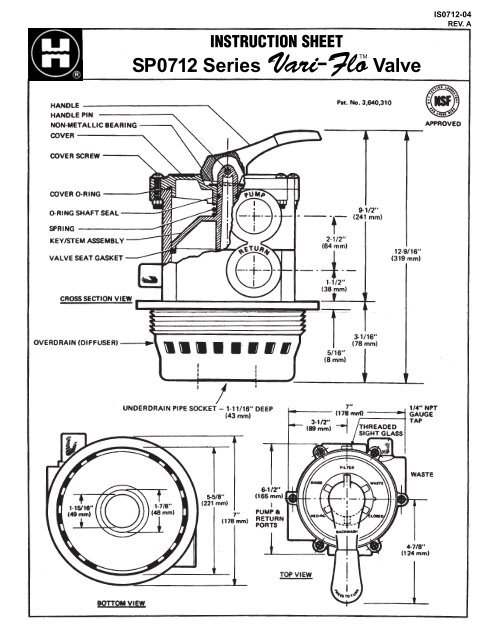 IS0712-04
REV. A
H
®
INSTRUCTION SHEET
SP0712 Series Vari-Flo™ Valve
NSF
APPROVED
Pat. No. 3,640,310
HANDLE
HANDLE PIN
NON-METALLIC BEARING
COVER
COVER SCREW
COVER O-RING
O-RING SHAFT SEAL
SPRING
KEY/STEM ASSEMBLY
VALVE SEAT GASKET
CROSS SECTION VIEW
OVERDRAIN (DIFFUSER)
PUMP
RETURN
9-1/2"
(241 mm)
2-1/2"
(64 mm)
12-9/16"
(319 mm)
1-1/2"
(38 mm)
3-1/16"
(78 mm)
5/16"
(8 mm)
UNDERDRAIN PIPE SOCKET – 1-11/16" DEEP
(43 mm)
1-15/16"
(49 mm)
1-7/8"
(48 mm)
5-5/8"
(221 mm)
7"
(178 mm)
BOTTOM VIEW
7"
(178 mm)
3-1/2"
(89 mm)
1/4" NPT
GAUGE
TAP
THREADED
SIGHT GLASS
WASTE
6-1/2"
(166 mm)
PUMP &
RETURN
PORTS
FILTER
RINSE
WASTE
RECIRC
CLOSED
BACKWASH
PRESS TO TURN
4-7/8"
(124 mm)
TOP VIEW